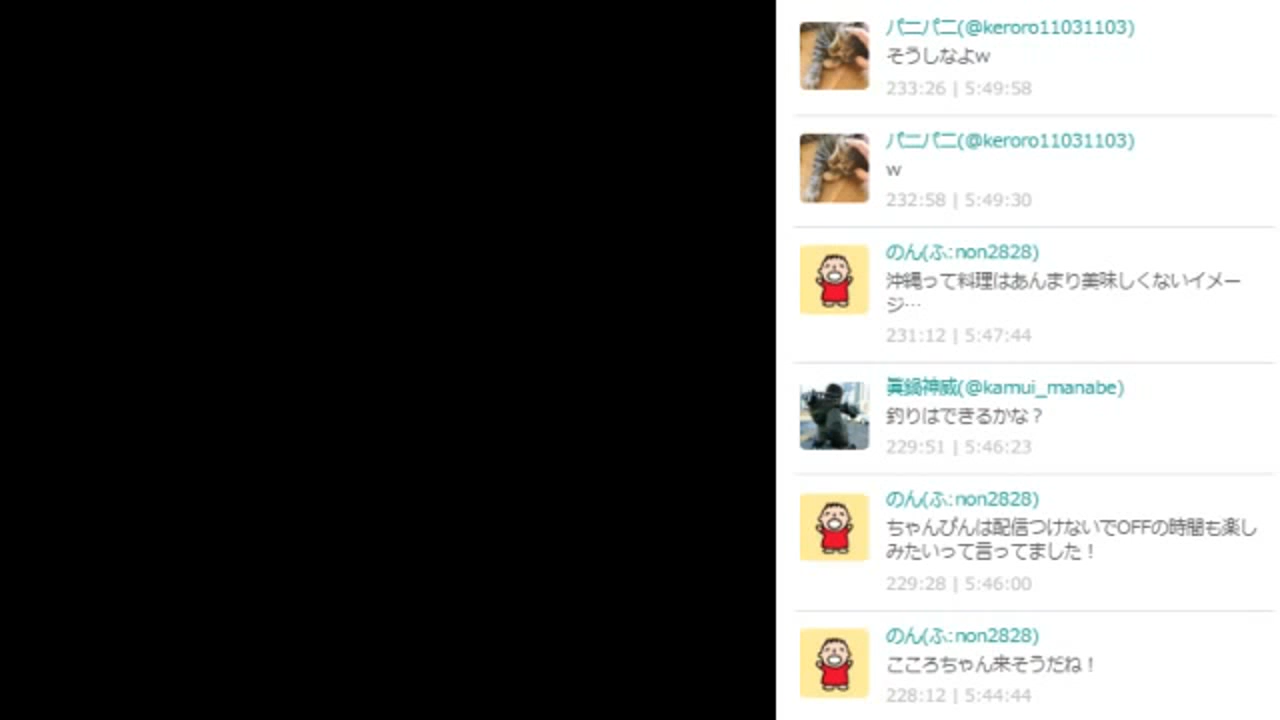 パニパニ(@keroro11031103)
そうしなよw
233:26 | 5:49:58
パニパニ(@keroro11031103)
w
232:58 | 5:49:30
のん(ふ:non2828)
沖縄って料理はあんまり美味しくないイメー
ジ…
231:12 | 5:47:44
眞鍋神威(@kamui_manabe)
釣りはできるかな？
229:51 | 5:46:23
のん(ふ:non2828)
ちゃんぴんは配信つけないでOFFの時間も楽し
みたいって言ってました！
229:28 | 5:46:00
のん(ふ:non2828)
こころちゃん来そうだね！
228:12 | 5:44:44